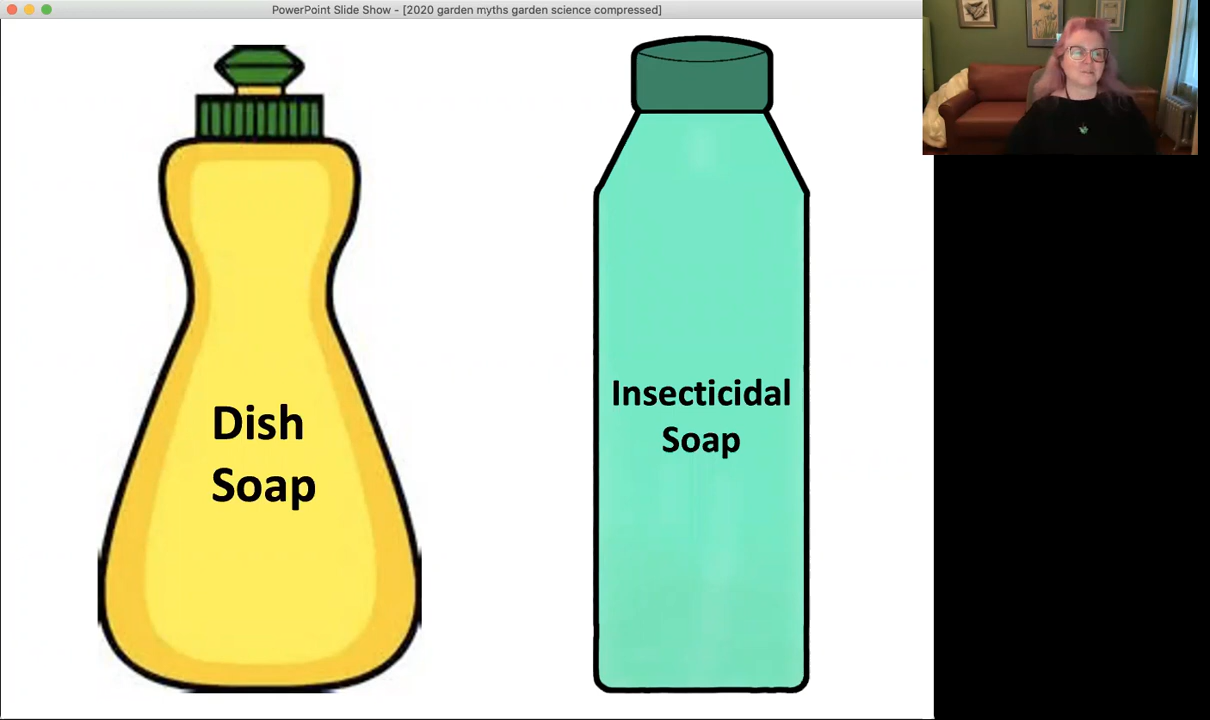 PowerPoint Slide Show - [2020 garden myths garden science compressed]
Dish
Soap
Insecticidal
Soap